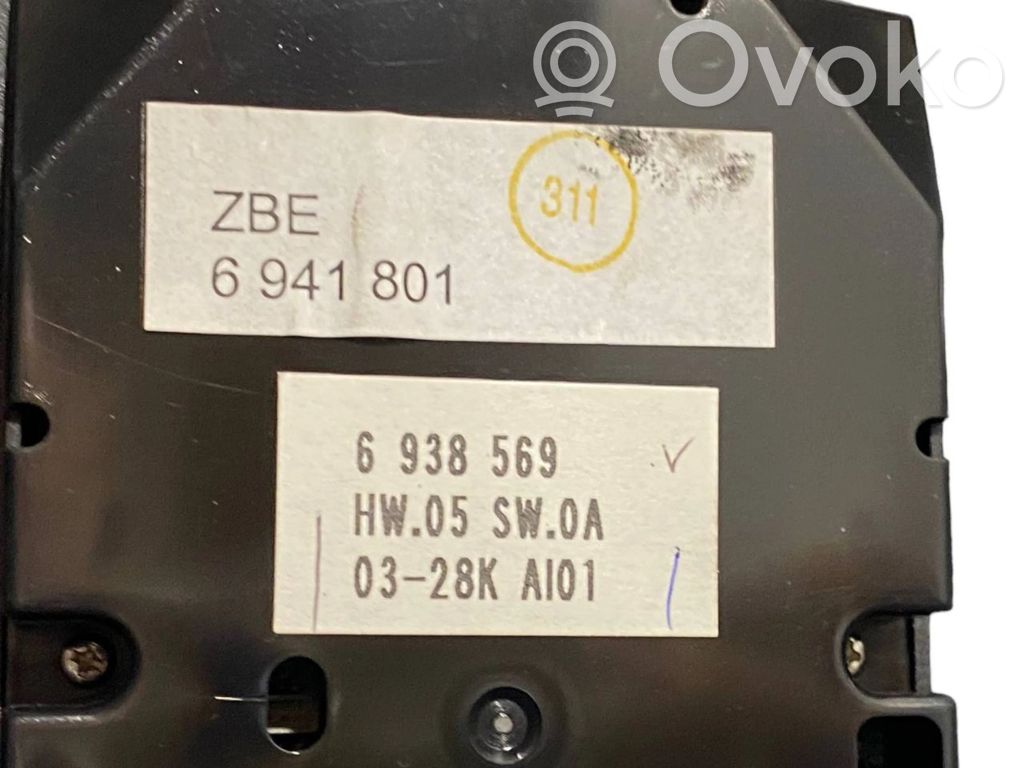 Ovoko
311
ZBE
6 941 801
6 938 569
HW.05 SW.0A
03-28K AI01